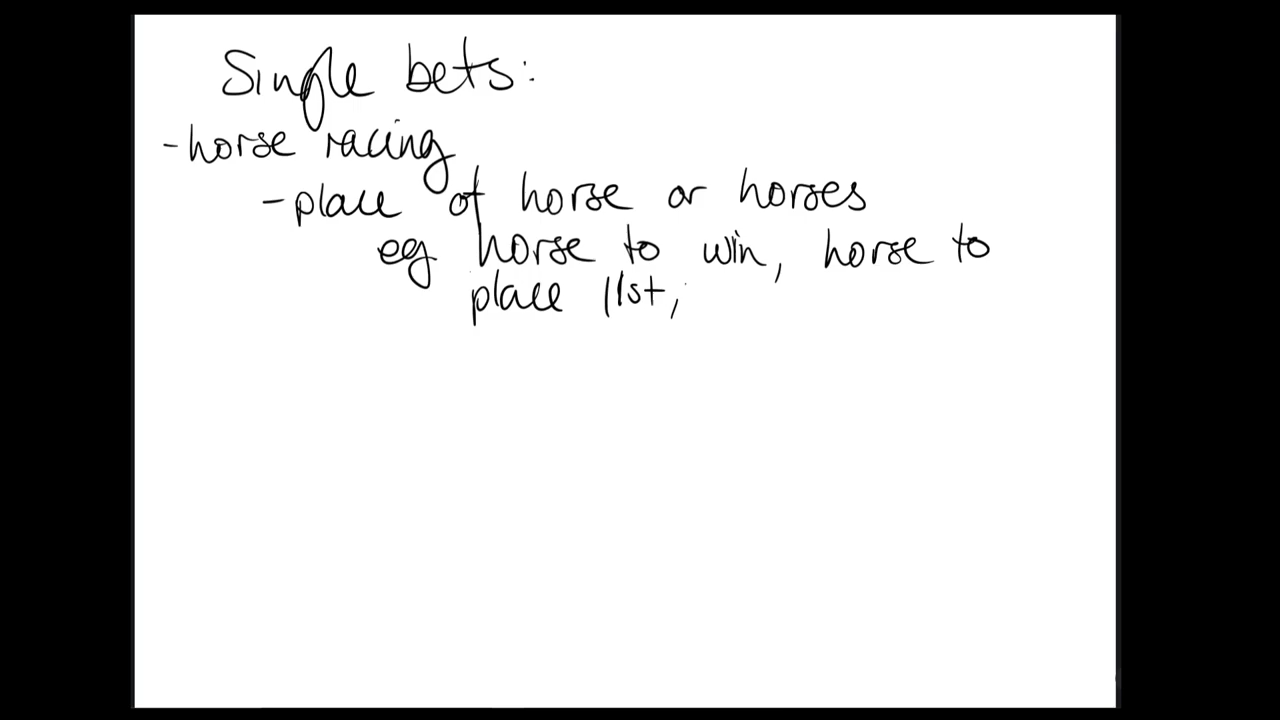 Single bets:
-horse racing
-place of horse or horses
eg horse to win, horse to
place (1st,